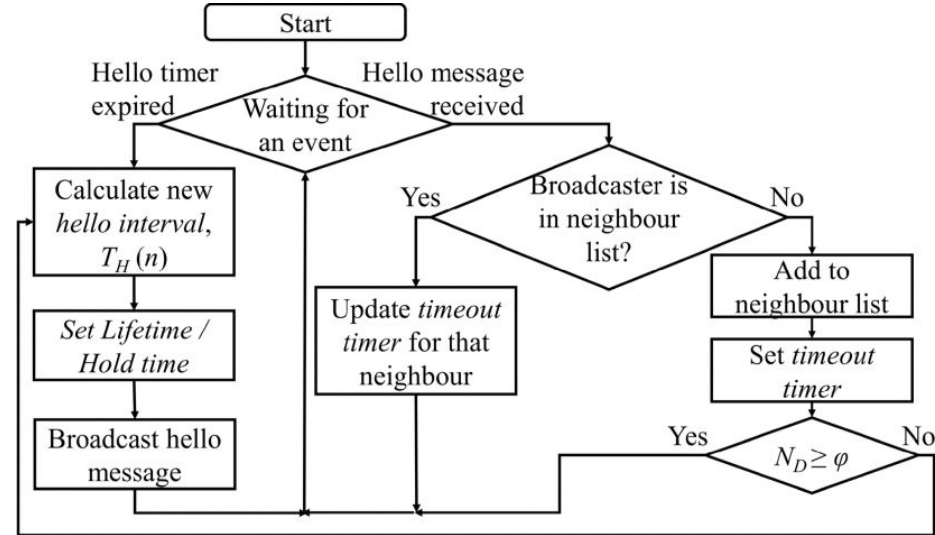 Start
Hello timer
expired
Hello message
received
Waiting for
an event
Calculate new
hello interval,
T_H (n)
Set Lifetime /
Hold time
Broadcast hello
message
Yes
Broadcaster is
in neighbour
list?
No
Update timeout
timer for that
neighbour
Add to
neighbour list
Set timeout
timer
Yes
N_D ≥ φ
No